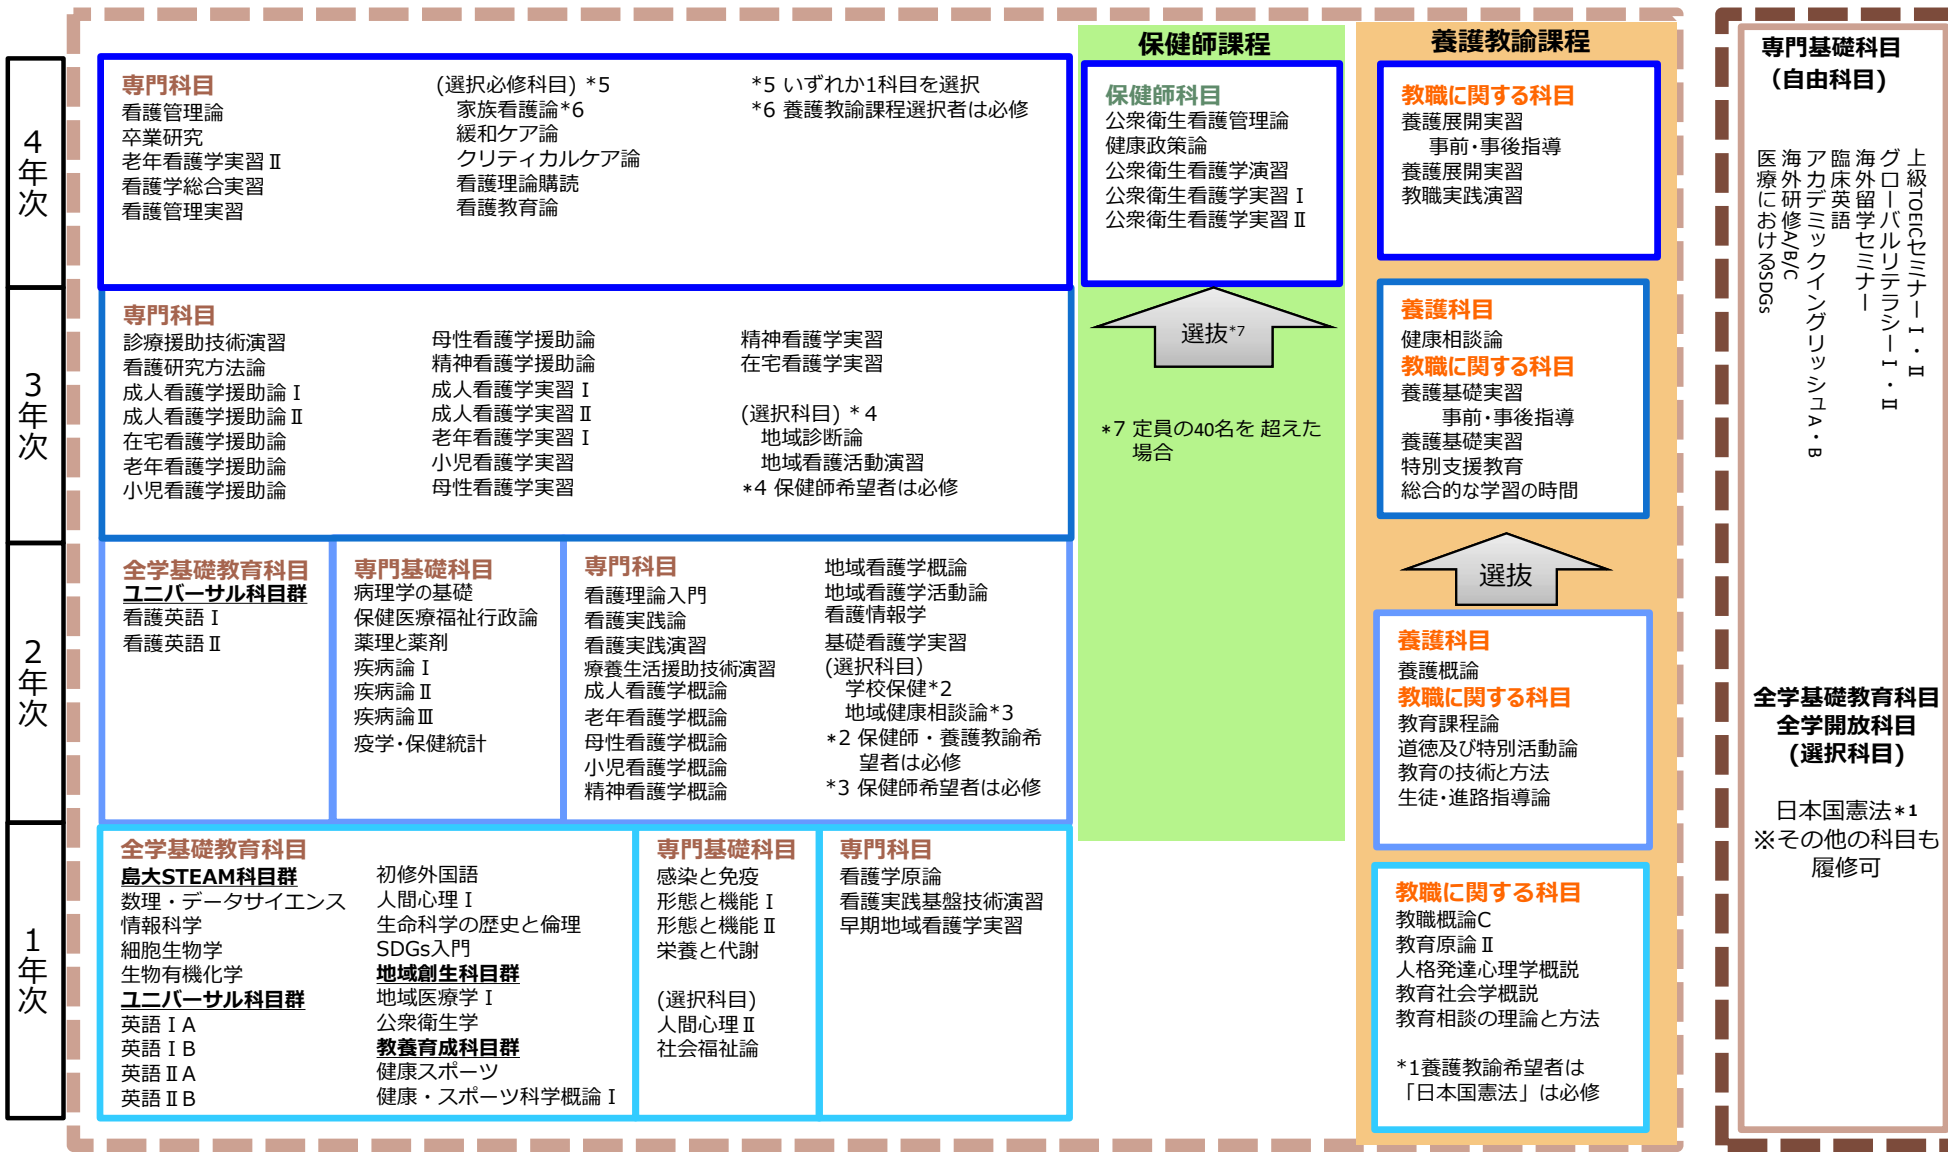 4年次
専門科目
看護管理論
卒業研究
老年看護学実習Ⅱ
看護学総合実習
看護管理実習
(選択必修科目) *5
家族看護論*6
緩和ケア論
クリティカルケア論
看護理論購読
看護教育論
*5 いずれか1科目を選択
*6 養護教諭課程選択者は必修
保健師課程
保健師科目
公衆衛生看護管理論
健康政策論
公衆衛生看護学演習
公衆衛生看護学実習Ⅰ
公衆衛生看護学実習Ⅱ
養護教諭課程
教職に関する科目
養護展開実習
事前・事後指導
養護展開実習
教職実践演習
3年次
専門科目
診療援助技術演習
看護研究方法論
成人看護学援助論Ⅰ
成人看護学援助論Ⅱ
在宅看護学援助論
老年看護学援助論
小児看護学援助論
母性看護学援助論
精神看護学援助論
成人看護学実習Ⅰ
成人看護学実習Ⅱ
老年看護学実習Ⅰ
小児看護学実習
母性看護学実習
精神看護学実習
在宅看護学実習
(選択科目) *4
地域診断論
地域看護活動演習
*4 保健師希望者は必修
選抜*7
*7 定員の40名を 超えた
場合
養護科目
健康相談論
教職に関する科目
養護基礎実習
事前・事後指導
養護基礎実習
特別支援教育
総合的な学習の時間
選抜
2年次
全学基礎教育科目
ユニバーサル科目群
看護英語Ⅰ
看護英語Ⅱ
専門基礎科目
病理学の基礎
保健医療福祉行政論
薬理と薬剤
疾病論Ⅰ
疾病論Ⅱ
疾病論Ⅲ
疫学・保健統計
専門科目
看護理論入門
看護実践論
看護実践演習
療養生活援助技術演習
成人看護学概論
老年看護学概論
母性看護学概論
小児看護学概論
精神看護学概論
地域看護学概論
地域看護学活動論
看護情報学
基礎看護学実習
(選択科目)
学校保健*2
地域健康相談論*3
*2 保健師・養護教諭希
望者は必修
*3 保健師希望者は必修
養護科目
養護概論
教職に関する科目
教育課程論
道徳及び特別活動論
教育の技術と方法
生徒・進路指導論
1年次
全学基礎教育科目
島大STEAM科目群
数理・データサイエンス
情報科学
細胞生物学
生物有機化学
ユニバーサル科目群
英語ⅠA
英語ⅠB
英語ⅡA
英語ⅡB
初修外国語
人間心理Ⅰ
生命科学の歴史と倫理
SDGs入門
地域創生科目群
地域医療学Ⅰ
公衆衛生学
教養育成科目群
健康スポーツ
健康・スポーツ科学概論Ⅰ
専門基礎科目
感染と免疫
形態と機能Ⅰ
形態と機能Ⅱ
栄養と代謝
(選択科目)
人間心理Ⅱ
社会福祉論
専門科目
看護学原論
看護実践基盤技術演習
早期地域看護学実習
教職に関する科目
教職概論C
教育原論Ⅱ
人格発達心理学概説
教育社会学概説
教育相談の理論と方法
*1養護教諭希望者は
「日本国憲法」は必修
専門基礎科目
(自由科目)
上級TOEICセミナーⅠ・Ⅱ
グローバルリテラシーⅠ・Ⅱ
海外留学セミナー
臨床英語
アカデミックイングリッシュA・B
海外研修A/B/C
医療におけるSDGs
全学基礎教育科目
全学開放科目
(選択科目)
日本国憲法*1
※その他の科目も
履修可